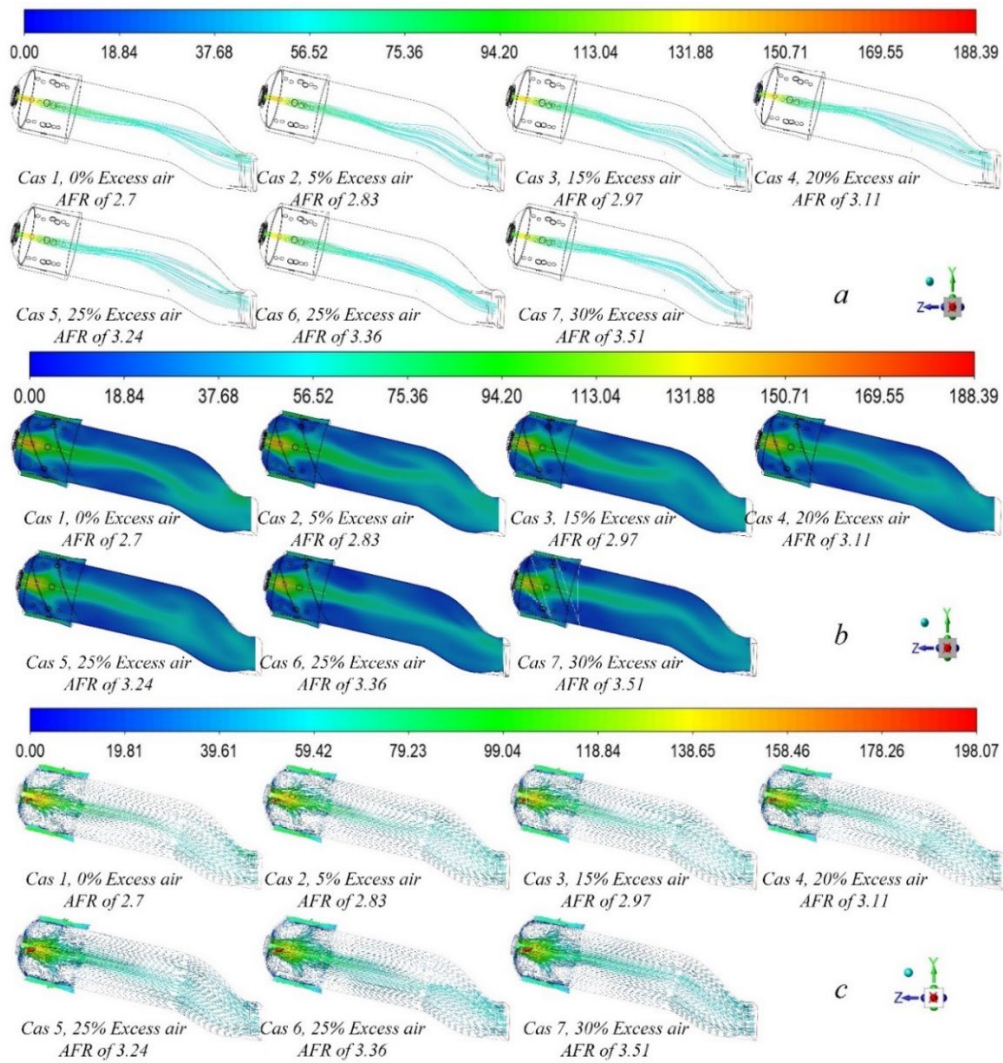 0.00 18.84 37.68 56.52 75.36 94.20 113.04 131.88 150.71 169.55 188.39
Cas 1, 0% Excess air
AFR of 2.7
Cas 2, 5% Excess air
AFR of 2.83
Cas 3, 15% Excess air
AFR of 2.97
Cas 4, 20% Excess air
AFR of 3.11
Cas 5, 25% Excess air
AFR of 3.24
Cas 6, 25% Excess air
AFR of 3.36
Cas 7, 30% Excess air
AFR of 3.51
a
Y
Z
0.00 18.84 37.68 56.52 75.36 94.20 113.04 131.88 150.71 169.55 188.39
Cas 1, 0% Excess air
AFR of 2.7
Cas 2, 5% Excess air
AFR of 2.83
Cas 3, 15% Excess air
AFR of 2.97
Cas 4, 20% Excess air
AFR of 3.11
Cas 5, 25% Excess air
AFR of 3.24
Cas 6, 25% Excess air
AFR of 3.36
Cas 7, 30% Excess air
AFR of 3.51
b
Y
Z
0.00 19.81 39.61 59.42 79.23 99.04 118.84 138.65 158.46 178.26 198.07
Cas 1, 0% Excess air
AFR of 2.7
Cas 2, 5% Excess air
AFR of 2.83
Cas 3, 15% Excess air
AFR of 2.97
Cas 4, 20% Excess air
AFR of 3.11
Cas 5, 25% Excess air
AFR of 3.24
Cas 6, 25% Excess air
AFR of 3.36
Cas 7, 30% Excess air
AFR of 3.51
c
Y
Z